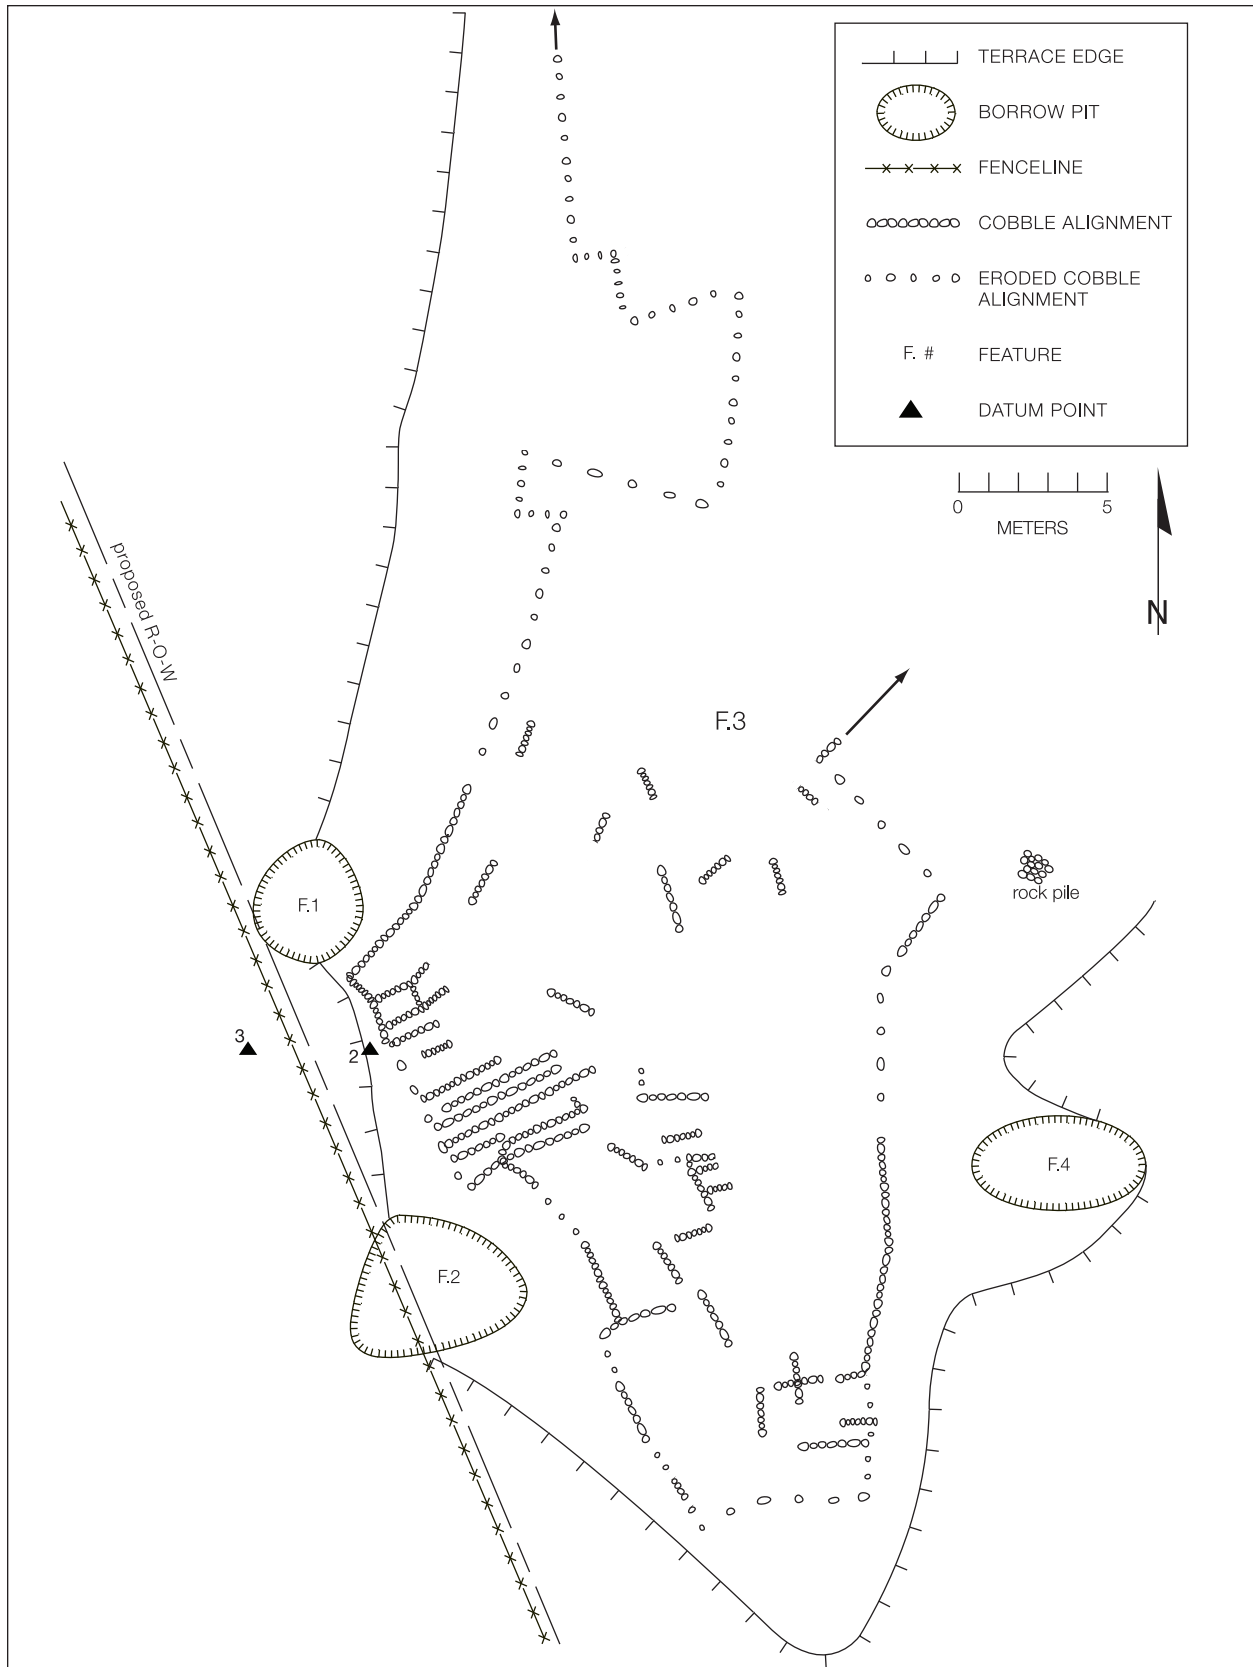 TERRACE EDGE
BORROW PIT
FENCELINE
COBBLE ALIGNMENT
ERODED COBBLE
ALIGNMENT
F. # FEATURE
DATUM POINT
0 5
METERS
N
proposed R-O-W
F.3
rock pile
F.1
3
2
F.4
F.2